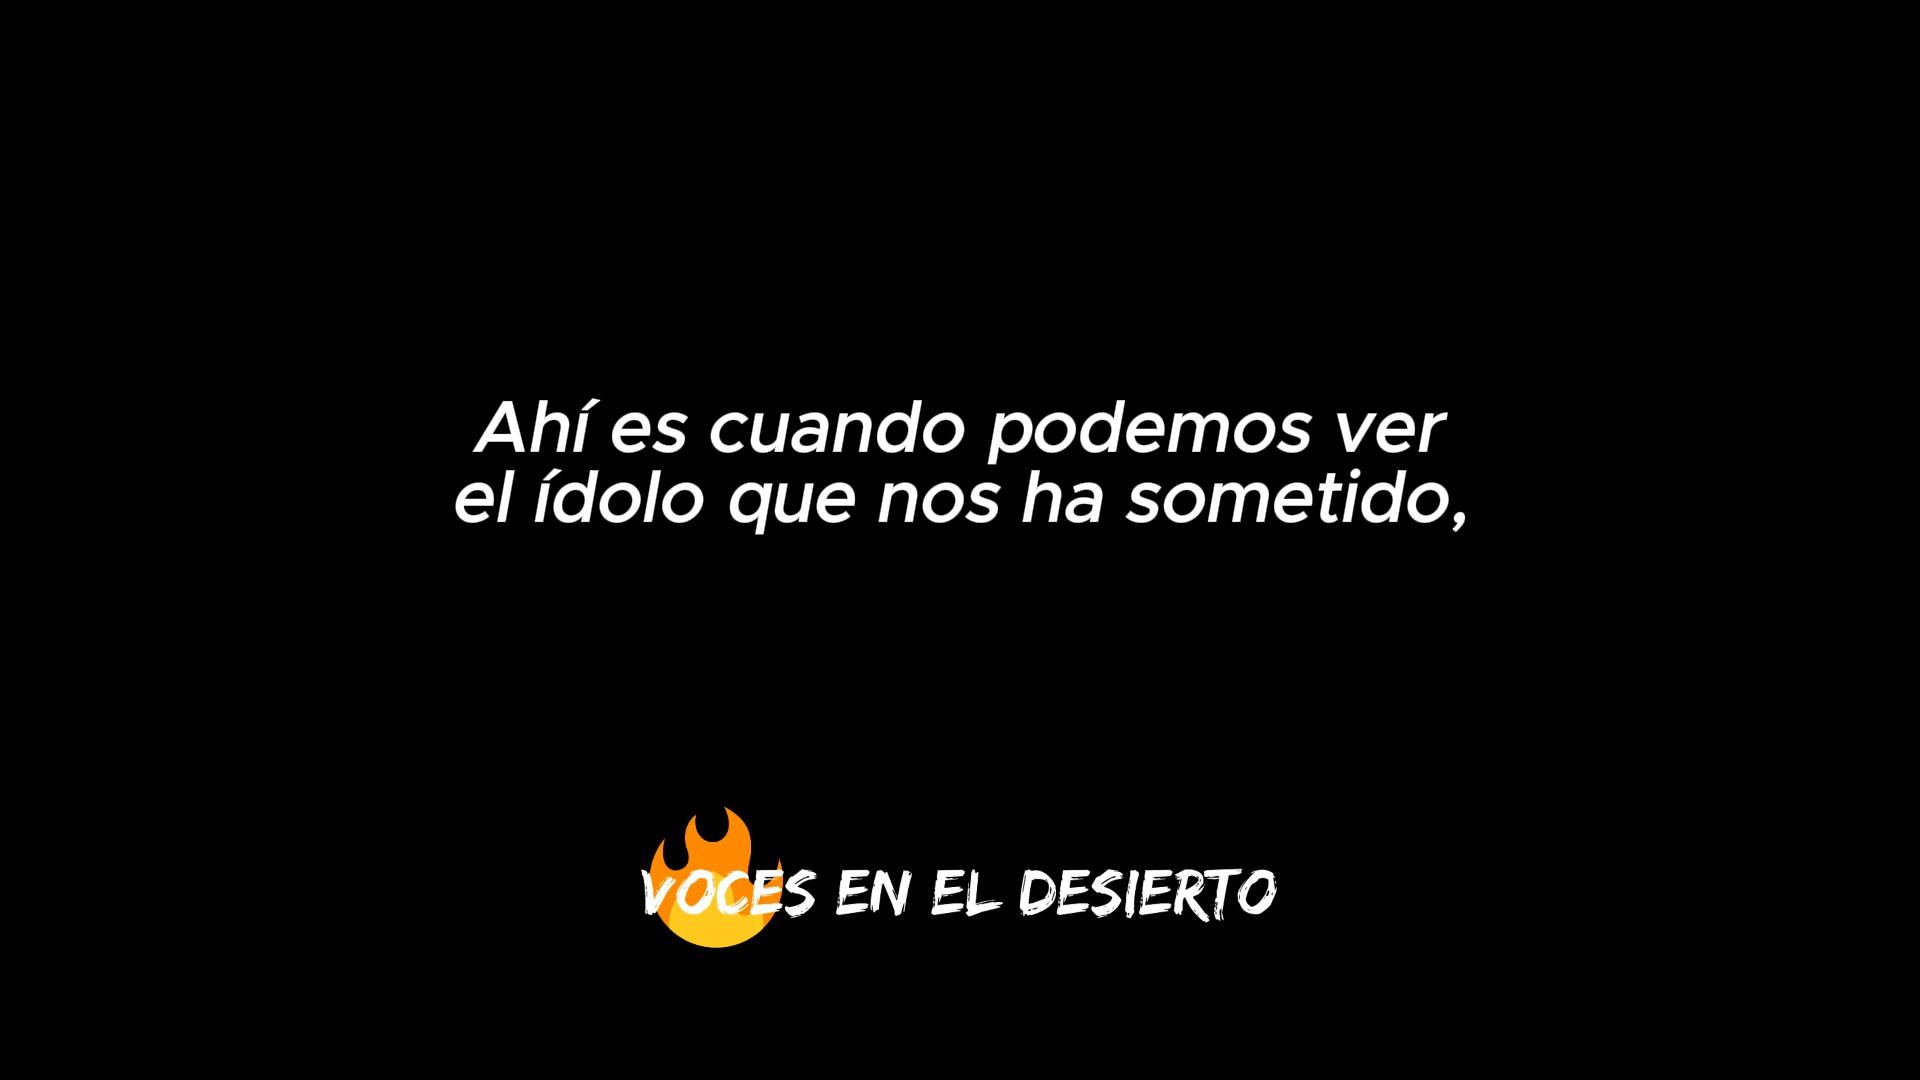 Ahí es cuando podemos ver
el ídolo que nos ha sometido,
VOCES EN EL DESIERTO